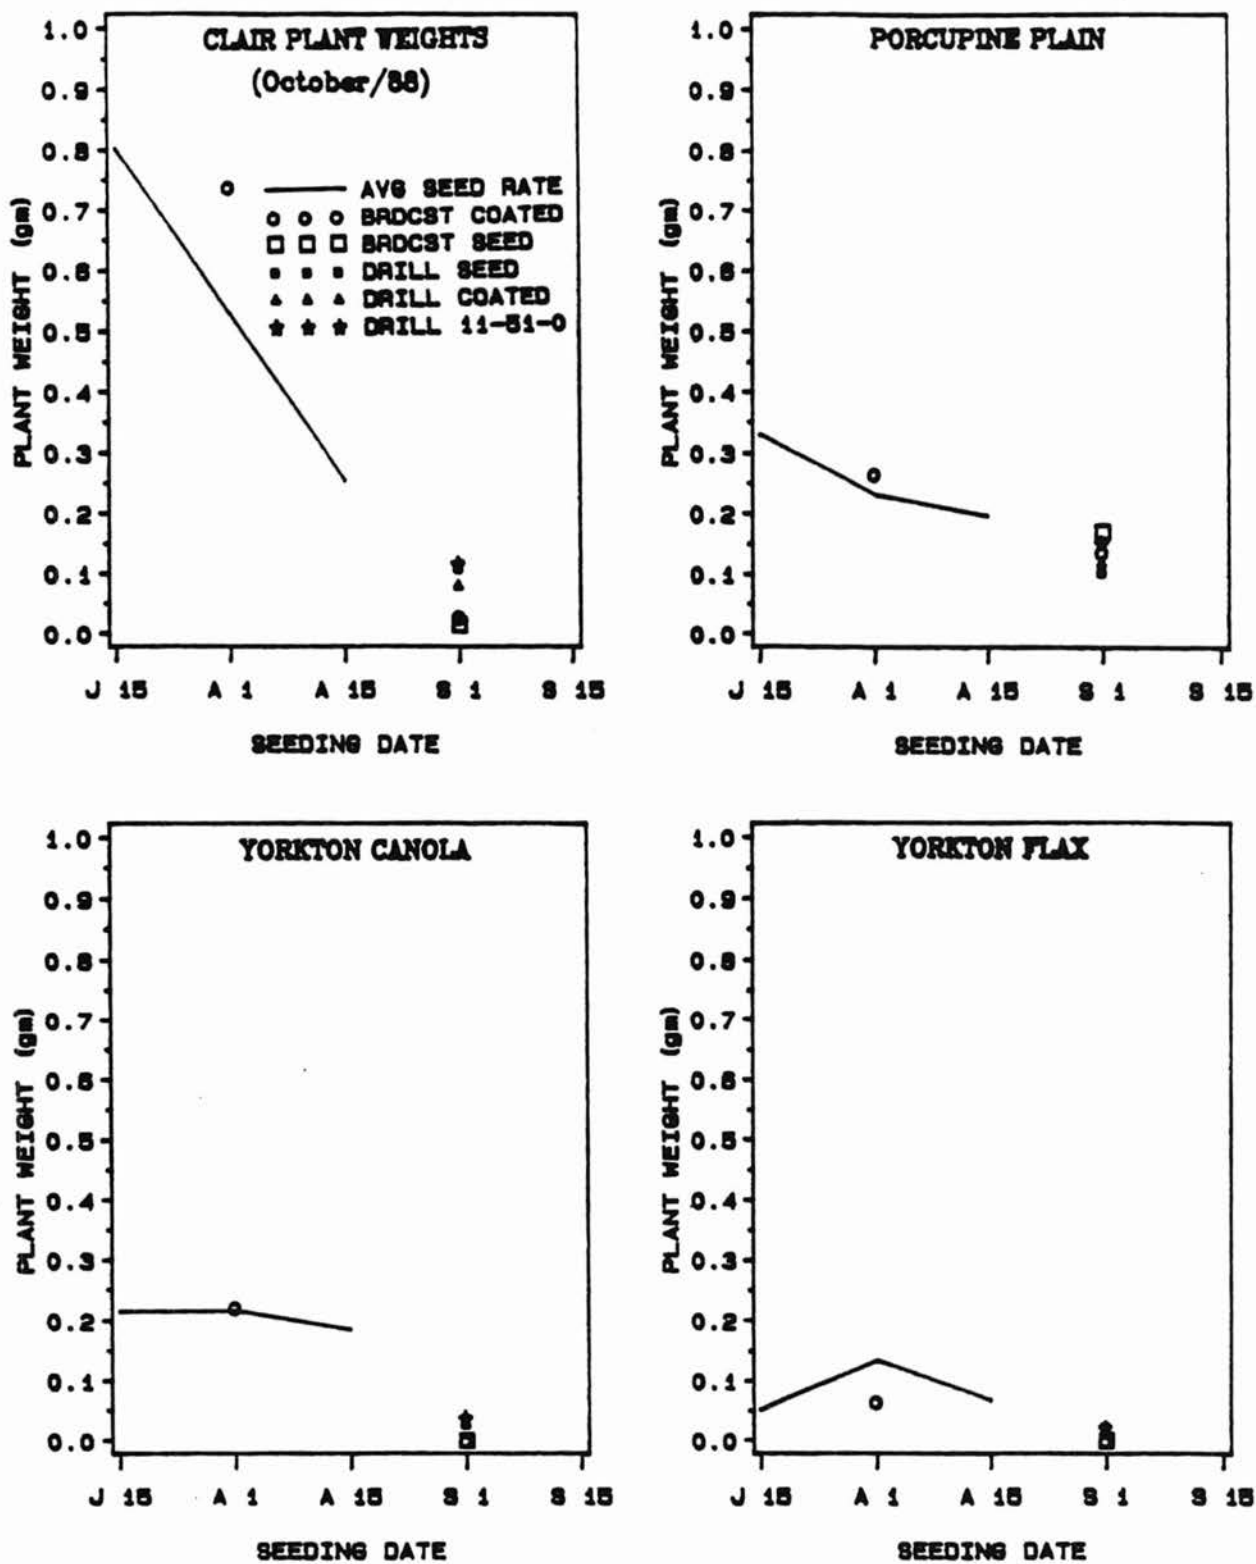 CLAIR PLANT WEIGHTS
(October/88)
AVG SEED RATE
BRDCST COATED
BRDCST SEED
DRILL SEED
DRILL COATED
DRILL 11-51-0
PLANT WEIGHT (gm)
1.0
0.9
0.8
0.7
0.6
0.5
0.4
0.3
0.2
0.1
0.0
J 15 A 1 A 15 S 1 S 15
SEEDING DATE
PORCUPINE PLAIN
PLANT WEIGHT (gm)
1.0
0.9
0.8
0.7
0.6
0.5
0.4
0.3
0.2
0.1
0.0
J 15 A 1 A 15 S 1 S 15
SEEDING DATE
YORKTON CANOLA
PLANT WEIGHT (gm)
1.0
0.9
0.8
0.7
0.6
0.5
0.4
0.3
0.2
0.1
0.0
J 15 A 1 A 15 S 1 S 15
SEEDING DATE
YORKTON FLAX
PLANT WEIGHT (gm)
1.0
0.9
0.8
0.7
0.6
0.5
0.4
0.3
0.2
0.1
0.0
J 15 A 1 A 15 S 1 S 15
SEEDING DATE